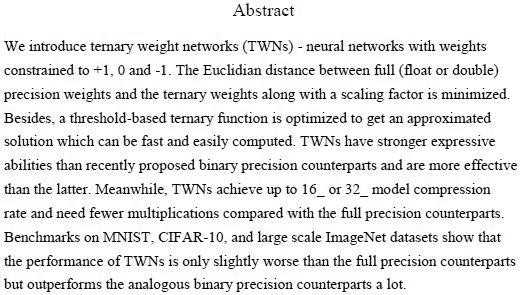 Abstract
We introduce ternary weight networks (TWNs) - neural networks with weights
constrained to +1, 0 and -1. The Euclidian distance between full (float or double)
precision weights and the ternary weights along with a scaling factor is minimized.
Besides, a threshold-based ternary function is optimized to get an approximated
solution which can be fast and easily computed. TWNs have stronger expressive
abilities than recently proposed binary precision counterparts and are more effective
than the latter. Meanwhile, TWNs achieve up to 16_ or 32_ model compression
rate and need fewer multiplications compared with the full precision counterparts.
Benchmarks on MNIST, CIFAR-10, and large scale ImageNet datasets show that
the performance of TWNs is only slightly worse than the full precision counterparts
but outperforms the analogous binary precision counterparts a lot.